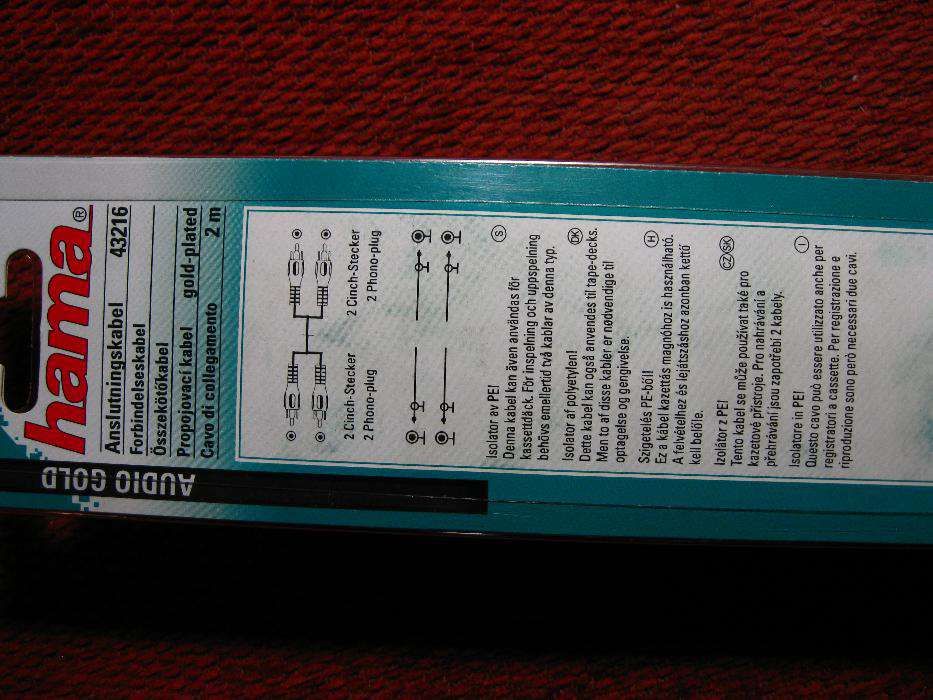 hama®
Anslutningskabel 43216
Forbindelseskabel
Összekötőkabel
Propojovací kabel gold-plated
Cavo di collegamento 2 m
AUDIO GOLD
2 Cinch-Stecker 2 Cinch-Stecker
2 Phono-plug 2 Phono-plug
Isolator av PE! S
Denna kabel kan även användas för
kassettdäck. För inspelning och uppspelning
behövs emellertid två kablar av denna typ.
Isolator af polyetylen! DK
Dette kabel kan også anvendes til tape-decks.
Men to af disse kabler er nødvendige til
optagelse og gengivelse.
Szigetelés PE-ből! H
Ez a kábel kazettás magnóhoz is használható.
A felvételhez és lejátszáshoz azonban kettő
kell belőle.
Izolátor z PE! CZ SK
Tento kabel se může používat také pro
kazetové přístroje. Pro nahrávání a
přehrávání jsou zapotřebí 2 kabely.
Isolatore in PE! I
Questo cavo può essere utilizzato anche per
registratori a cassette. Per registrazione e
riproduzione sono però necessari due cavi.